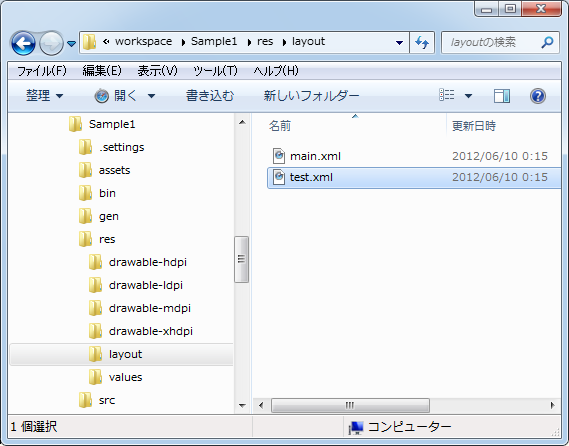 « workspace Sample1 res layout
layoutの検索
ファイル(F) 編集(E) 表示(V) ツール(T) ヘルプ(H)
整理 開く 書き込む 新しいフォルダー
Sample1
.settings
assets
bin
gen
res
drawable-hdpi
drawable-ldpi
drawable-mdpi
drawable-xhdpi
layout
values
src
名前 更新日時
main.xml 2012/06/10 0:15
test.xml 2012/06/10 0:15
1 個選択 コンピューター